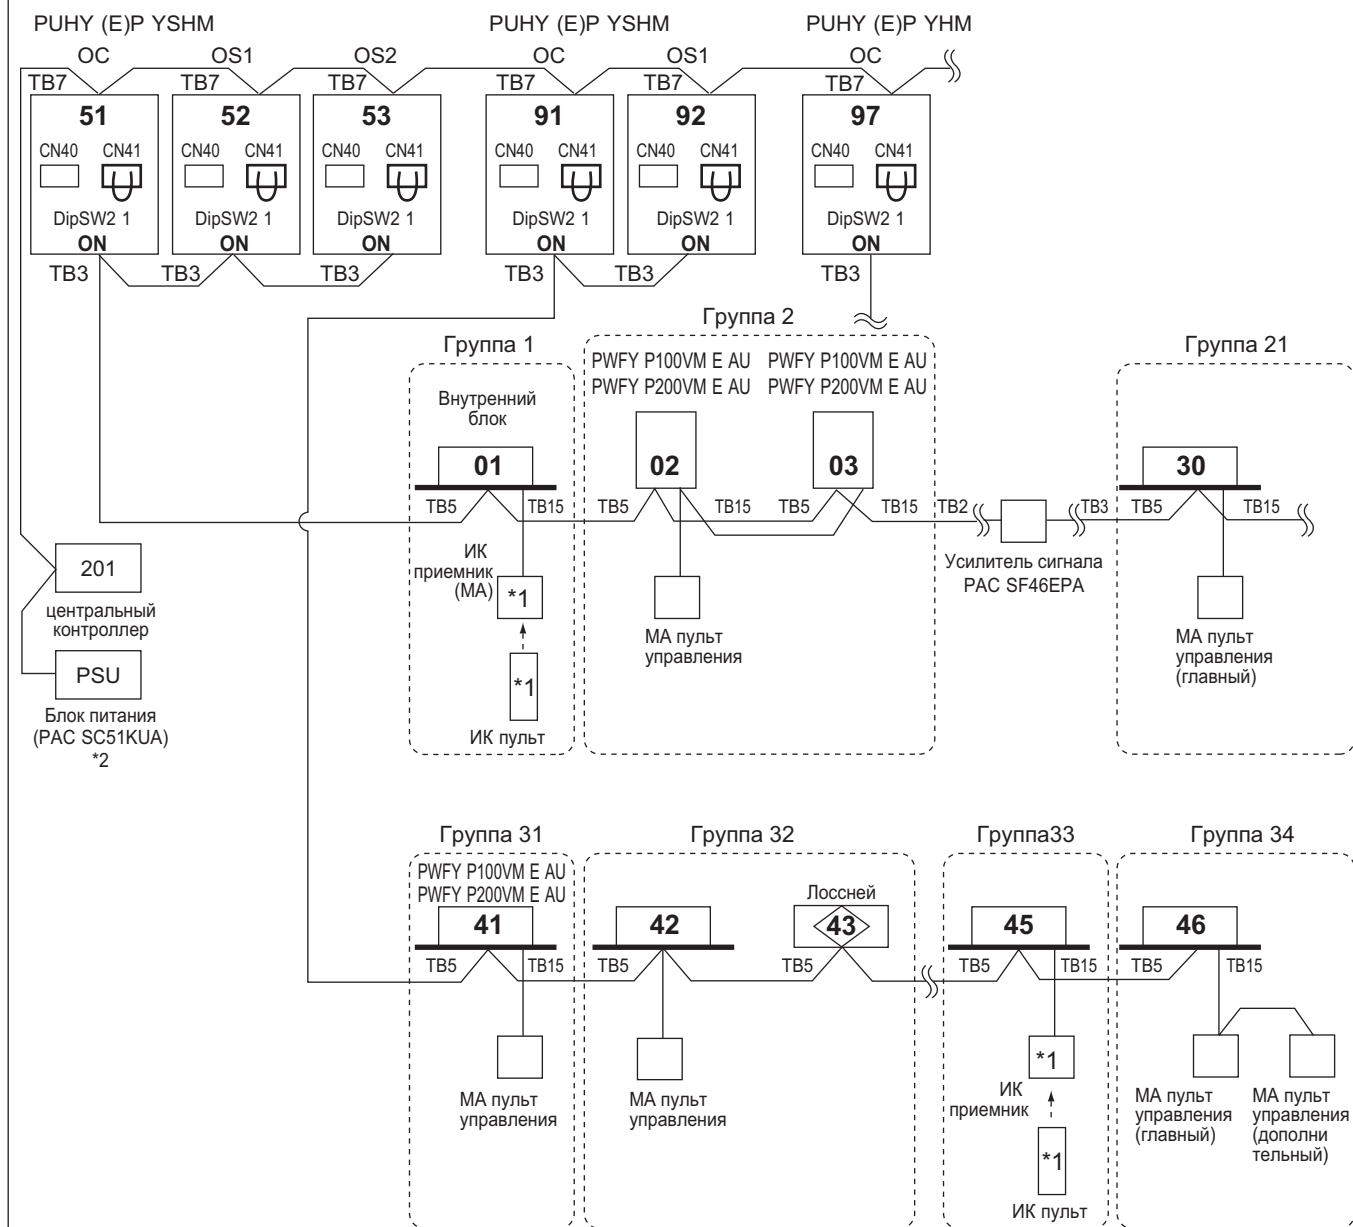 PUHY (E)P YSHM PUHY (E)P YSHM PUHY (E)P YHM
OC OS1 OS2 OC OS1 OC
TB7 TB7 TB7 TB7 TB7 TB7
51 52 53 91 92 97
CN40 CN41 CN40 CN41 CN40 CN41 CN40 CN41 CN40 CN41 CN40 CN41
DipSW2 1 DipSW2 1 DipSW2 1 DipSW2 1 DipSW2 1 DipSW2 1
ON ON ON ON ON ON
TB3 TB3 TB3 TB3 TB3 TB3
Группа 1
Внутренний
блок
01
TB5 TB15
ИК
приемник
(МА)
*1
*1
ИК пульт
Группа 2
PWFY P100VM E AU PWFY P100VM E AU
PWFY P200VM E AU PWFY P200VM E AU
02 03
TB5 TB15 TB5 TB15
МА пульт
управления
TB2 TB3
Усилитель сигнала
PAC SF46EPA
Группа 21
30
TB5 TB15
МА пульт
управления
(главный)
201
центральный
контроллер
PSU
Блок питания
(PAC SC51KUA)
*2
Группа 31
PWFY P100VM E AU
PWFY P200VM E AU
41
TB5 TB15
МА пульт
управления
Группа 32
Лоссней
42 43
TB5 TB5
МА пульт
управления
Группа33
45
TB5 TB15
*1
ИК
приемник
*1
ИК пульт
Группа 34
46
TB5 TB15
МА пульт
управления
(главный)
МА пульт
управления
(дополни
тельный)